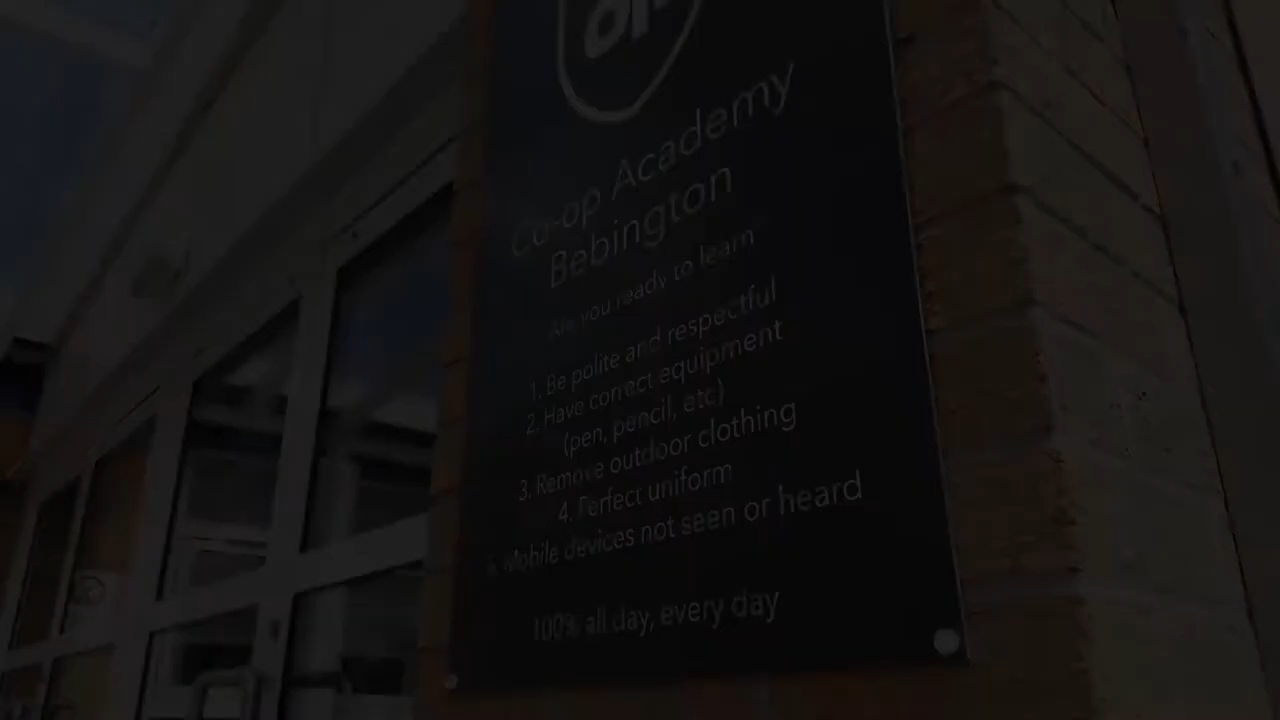 Co-op Academy
Bebington
Are you ready to learn
1. Be polite and respectful
2. Have correct equipment
(pen, pencil, etc)
3. Remove outdoor clothing
4. Perfect uniform
5. Mobile devices not seen or heard
100% all day, every day